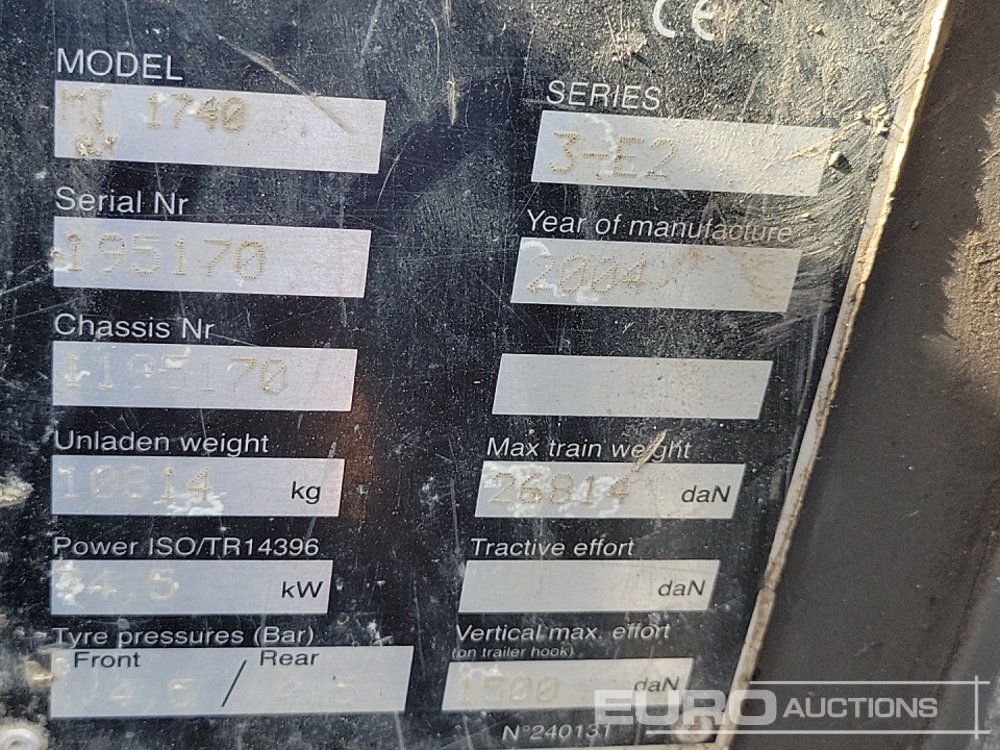 CE
MODEL
MT 1740
SERIES
3-E2
Serial Nr
195170
Year of manufacture
2004
Chassis Nr
1195170
Unladen weight
kg
Max train weight
26814 daN
Power ISO/TR14396
kW
Tractive effort
daN
Tyre pressures (Bar)
Front / Rear
Vertical max. effort
(on trailer hook)
1500 daN
N°240131
EURO AUCTIONS